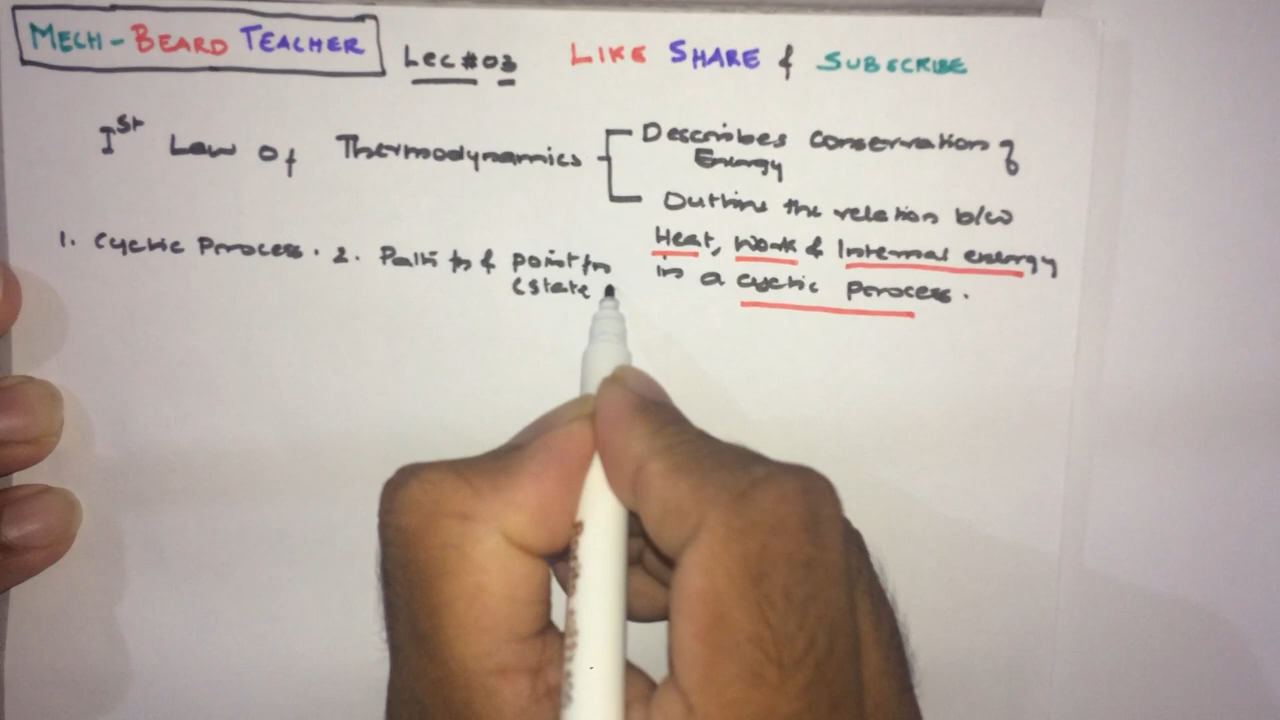 MECH-BEARD TEACHER Lec #03 LIKE SHARE & SUBSCRIBE
Ist Law Of Thermodynamics
Describes Conservation of
Energy
Outline the relation b/w
Heat, Work & Internal energy
in a cyclic Process.
1. Cyclic Process. 2. Path fn & point fn
(state